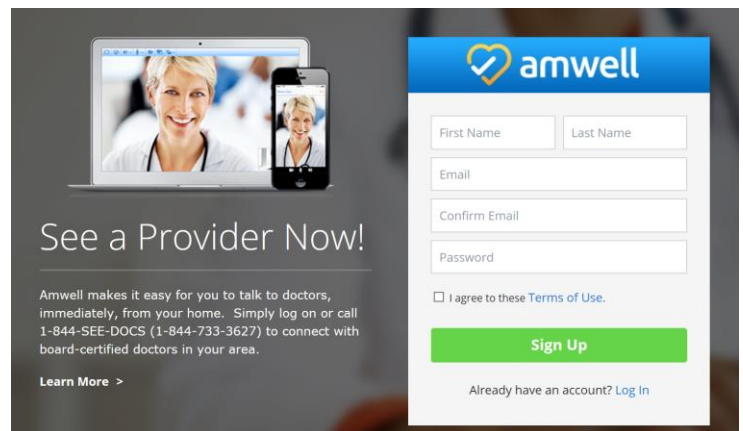 See a Provider Now!
Amwell makes it easy for you to talk to doctors,
immediately, from your home. Simply log on or call
1-844-SEE-DOCS (1-844-733-3627) to connect with
board-certified doctors in your area.
Learn More >
amwell
First Name
Last Name
Email
Confirm Email
Password
I agree to these Terms of Use.
Sign Up
Already have an account? Log In